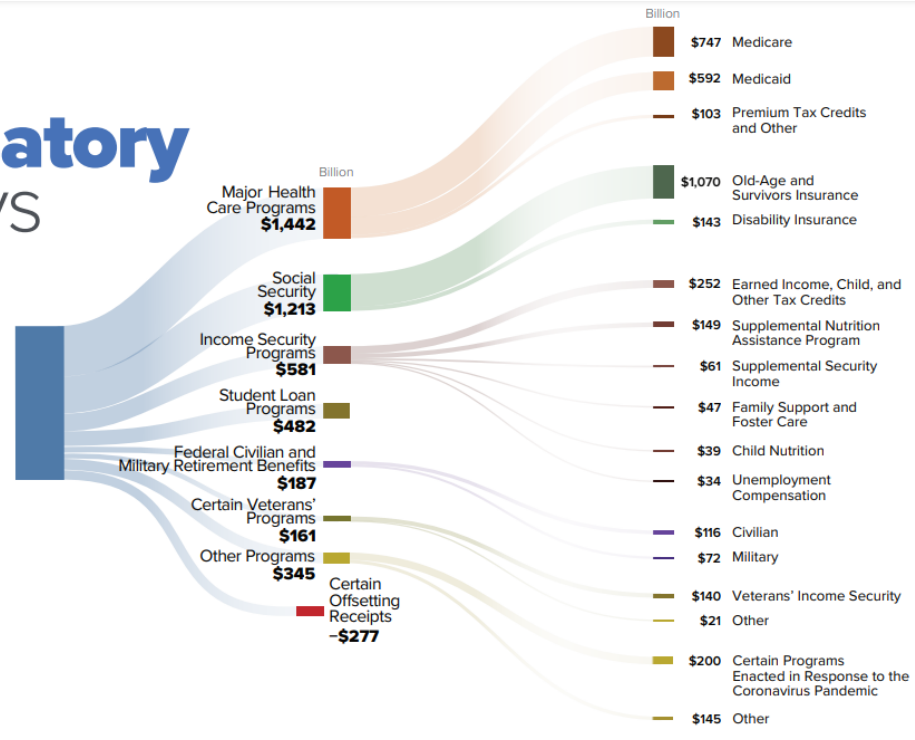 atory
Billion
Major Health
Care Programs
$1,442
Social
Security
$1,213
Income Security
Programs
$581
Student Loan
Programs
$482
Federal Civilian and
Military Retirement Benefits
$187
Certain Veterans'
Programs
$161
Other Programs
$345
Certain
Offsetting
Receipts
−$277
Billion
$747 Medicare
$592 Medicaid
$103 Premium Tax Credits
and Other
$1,070 Old-Age and
Survivors Insurance
$143 Disability Insurance
$252 Earned Income, Child, and
Other Tax Credits
$149 Supplemental Nutrition
Assistance Program
$61 Supplemental Security
Income
$47 Family Support and
Foster Care
$39 Child Nutrition
$34 Unemployment
Compensation
$116 Civilian
$72 Military
$140 Veterans' Income Security
$21 Other
$200 Certain Programs
Enacted in Response to the
Coronavirus Pandemic
$145 Other